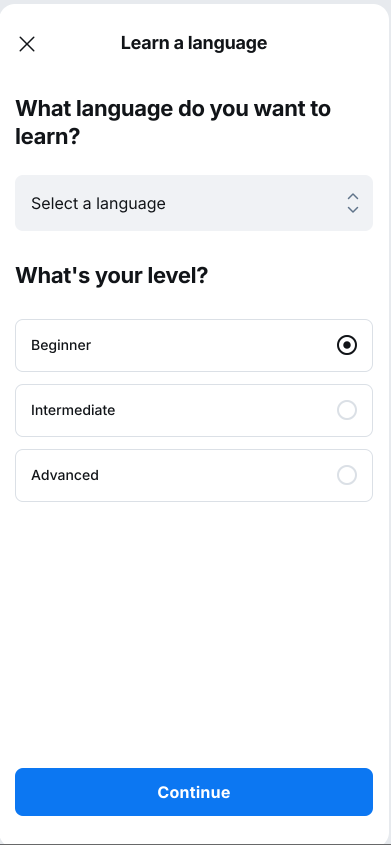 Learn a language
What language do you want to
learn?
Select a language
What's your level?
Beginner
Intermediate
Advanced
Continue